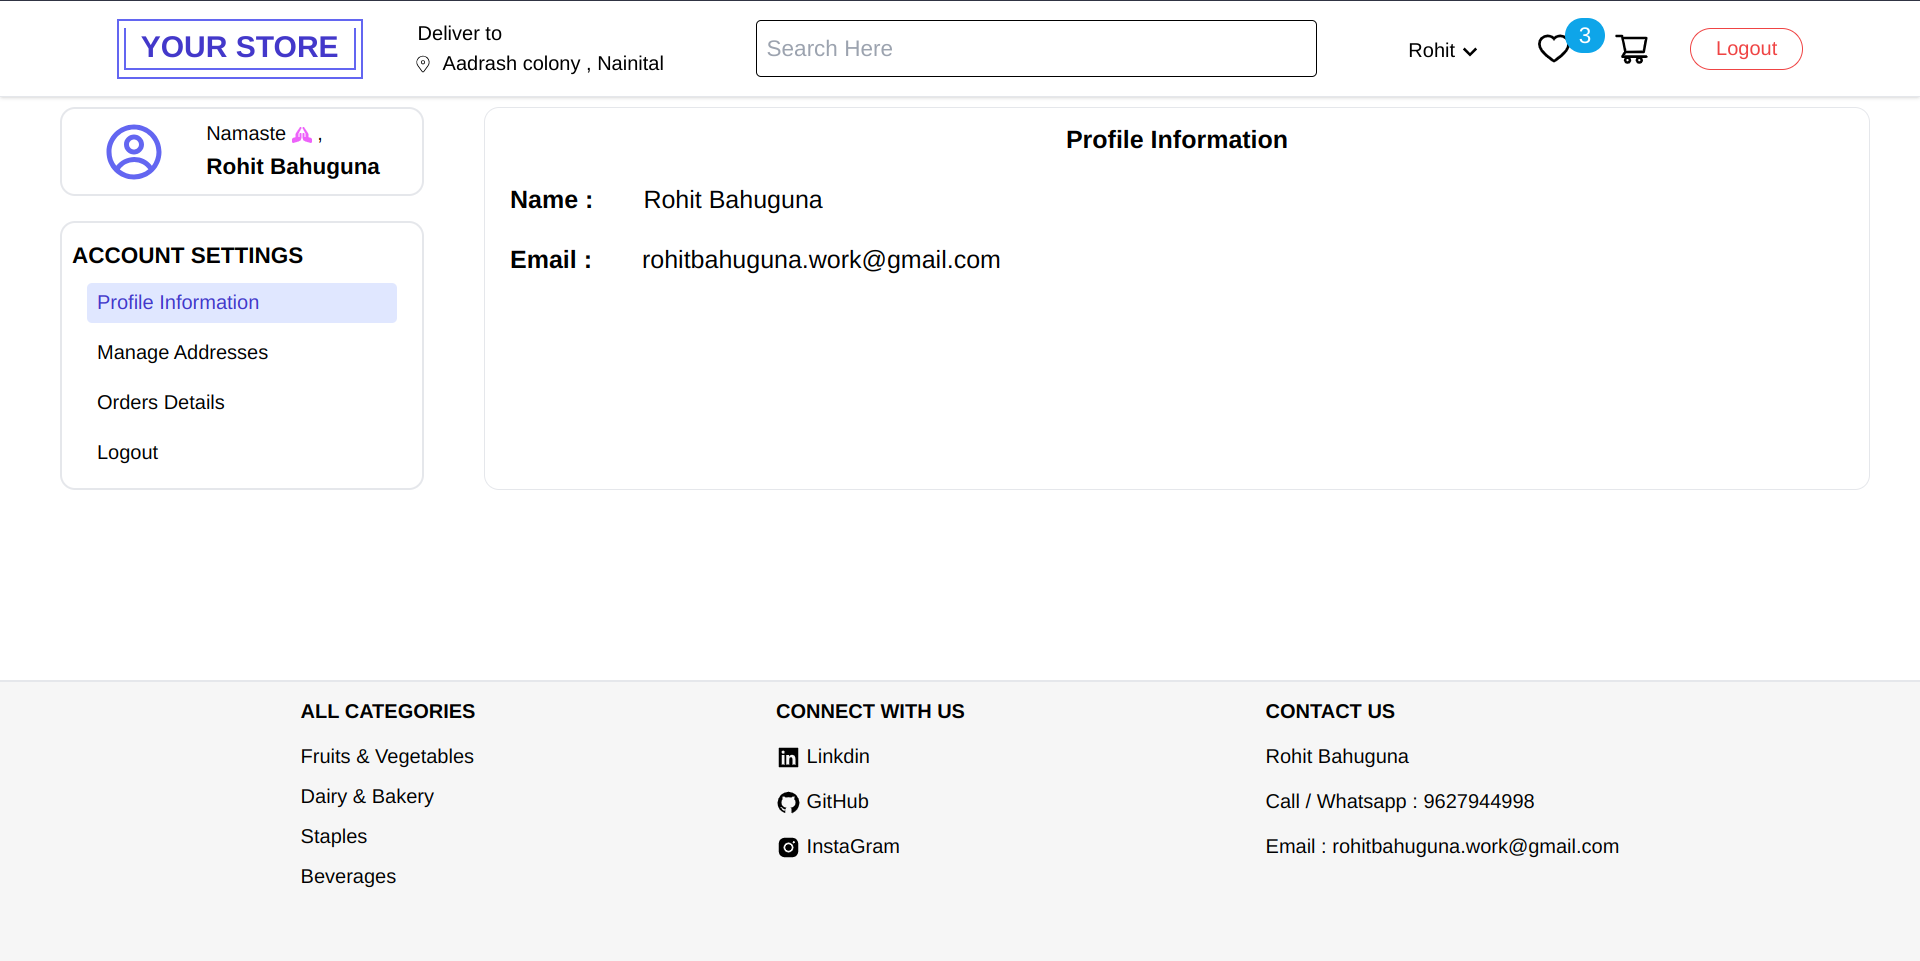 YOUR STORE
Deliver to
Aadrash colony , Nainital
Search Here
Rohit
3
Logout
Namaste ,
Rohit Bahuguna
ACCOUNT SETTINGS
Profile Information
Manage Addresses
Orders Details
Logout
Profile Information
Name : Rohit Bahuguna
Email : rohitbahuguna.work@gmail.com
ALL CATEGORIES
Fruits & Vegetables
Dairy & Bakery
Staples
Beverages
CONNECT WITH US
Linkdin
GitHub
InstaGram
CONTACT US
Rohit Bahuguna
Call / Whatsapp : 9627944998
Email : rohitbahuguna.work@gmail.com